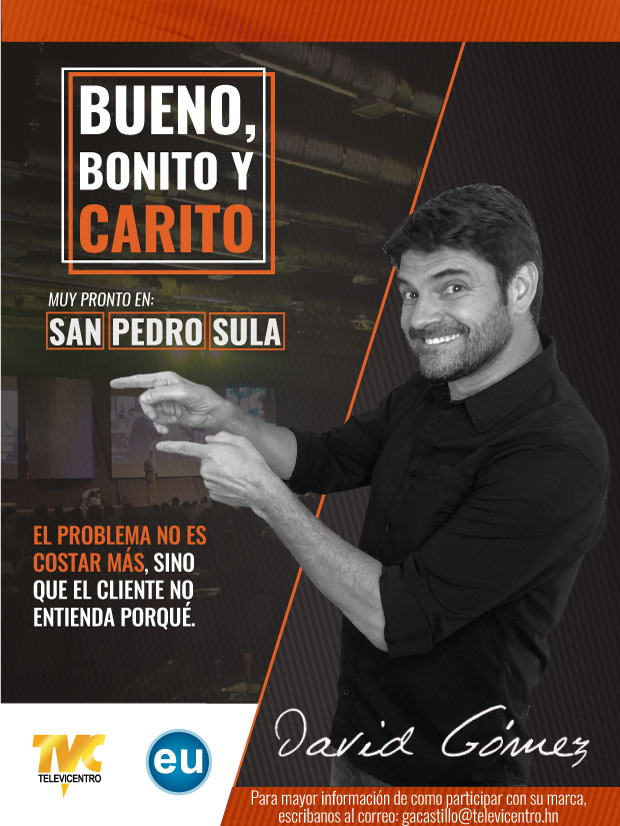 BUENO,
BONITO Y
CARITO
MUY PRONTO EN:
SAN PEDRO SULA
EL PROBLEMA NO ES
COSTAR MÁS, SINO
QUE EL CLIENTE NO
ENTIENDA PORQUÉ.
David Gómez
TVC
TELEVICENTRO
eu
Para mayor información de como participar con su marca,
escribanos al correo: gacastillo@televicentro.hn